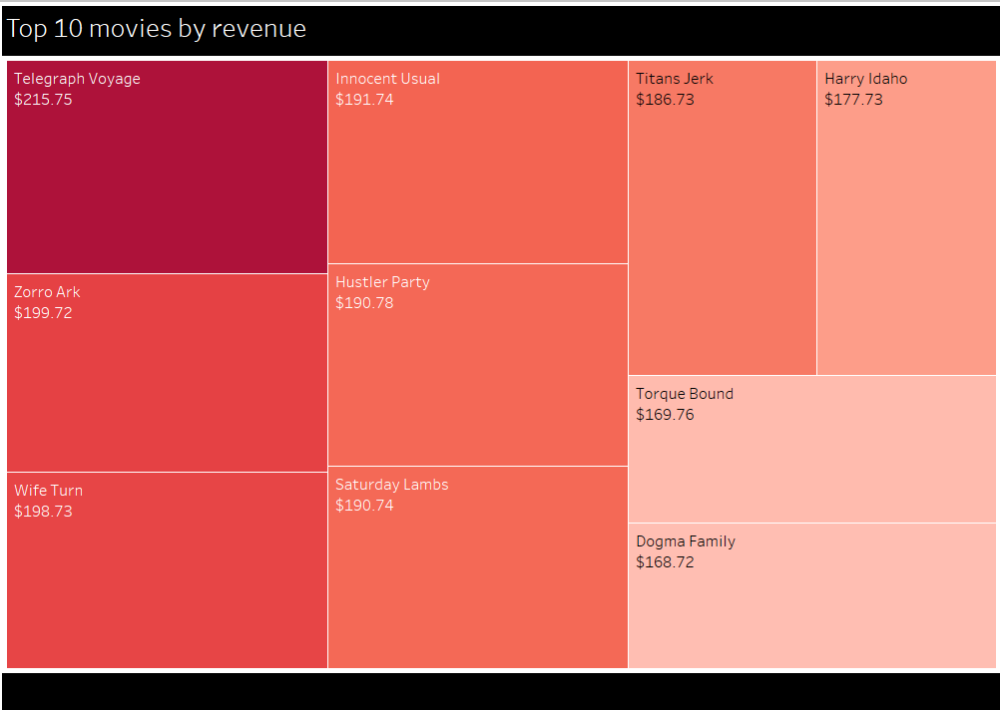 Top 10 movies by revenue
Telegraph Voyage
$215.75
Zorro Ark
$199.72
Wife Turn
$198.73
Innocent Usual
$191.74
Hustler Party
$190.78
Saturday Lambs
$190.74
Titans Jerk
$186.73
Harry Idaho
$177.73
Torque Bound
$169.76
Dogma Family
$168.72